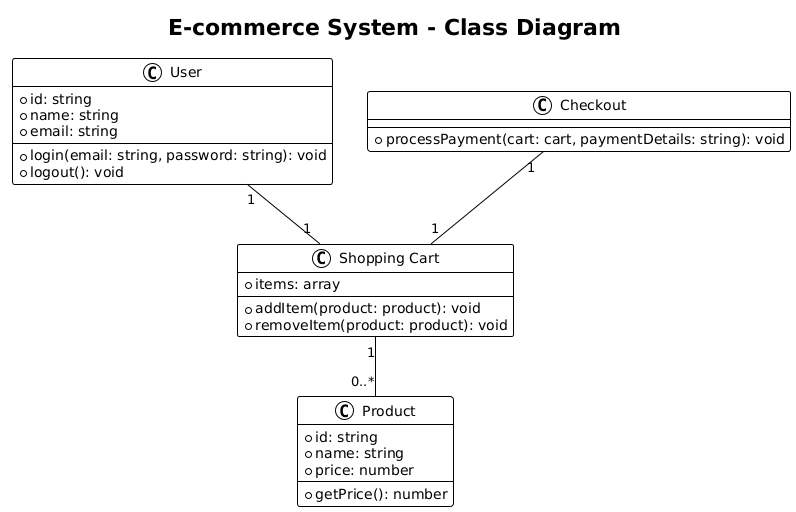 E-commerce System - Class Diagram
C User
id: string
name: string
email: string
login(email: string, password: string): void
logout(): void
C Checkout
processPayment(cart: cart, paymentDetails: string): void
1
1
1
1
C Shopping Cart
items: array
addItem(product: product): void
removeItem(product: product): void
1
0..*
C Product
id: string
name: string
price: number
getPrice(): number